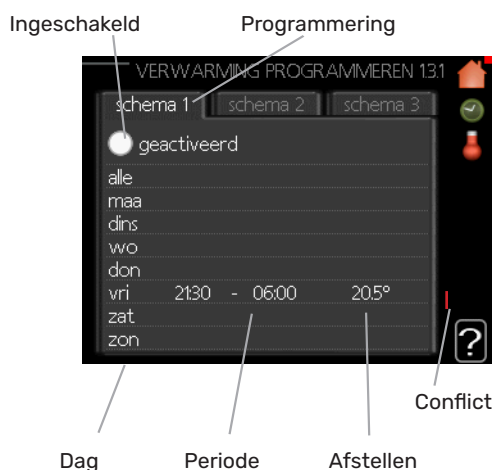 Ingeschakeld Programmering
VERWARMING PROGRAMMEREN 1.3.1
schema 1 schema 2 schema 3
geactiveerd
alle
maa
dins
wo
don
vri 21:30 - 06:00 20.5°
zat
zon
?
Conflict
Dag Periode Afstellen